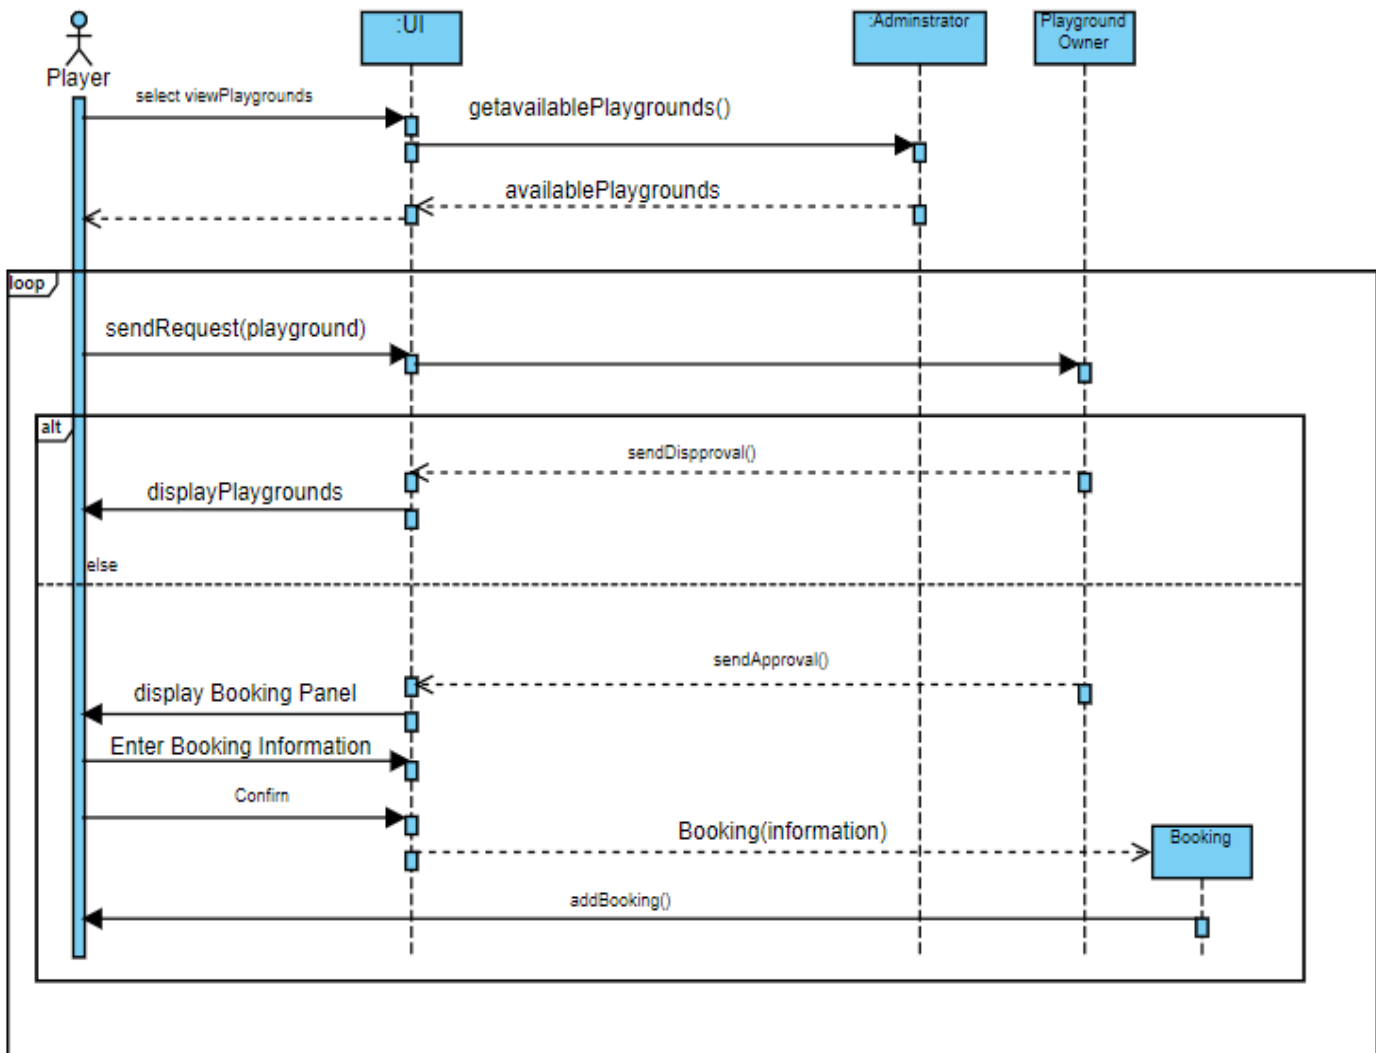 :UI
:Adminstrator
Playground
Owner
Player
select viewPlaygrounds
getavailablePlaygrounds()
availablePlaygrounds
loop
sendRequest(playground)
alt
sendDispproval()
displayPlaygrounds
else
sendApproval()
display Booking Panel
Enter Booking Information
Confirn
Booking(information)
Booking
addBooking()